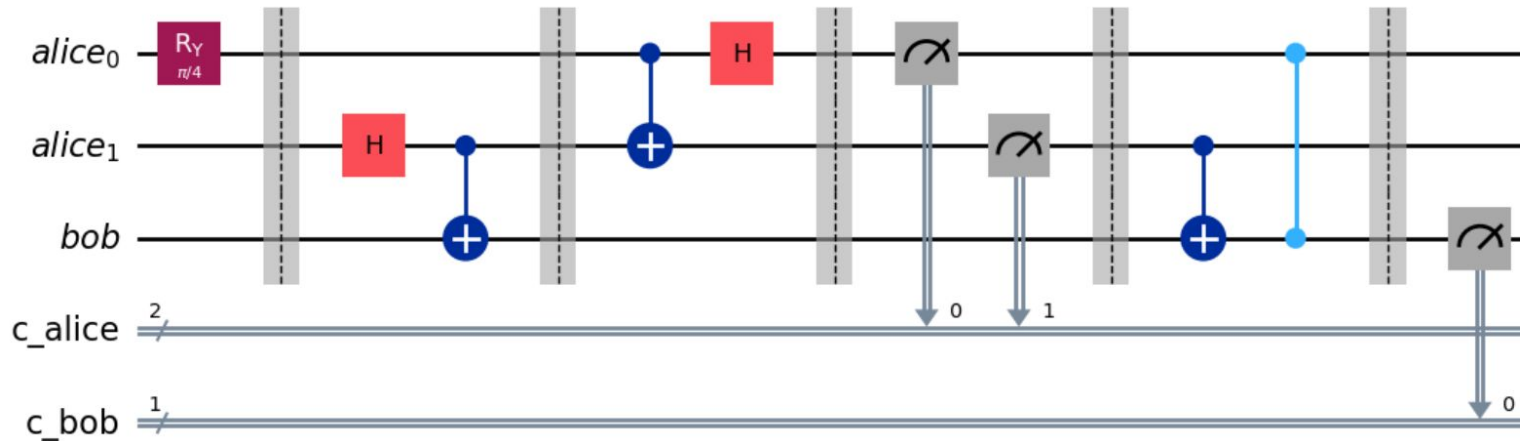 alice₀ R_Y π/4 H
alice₁ H
bob
c_alice 2 0 1
c_bob 1 0